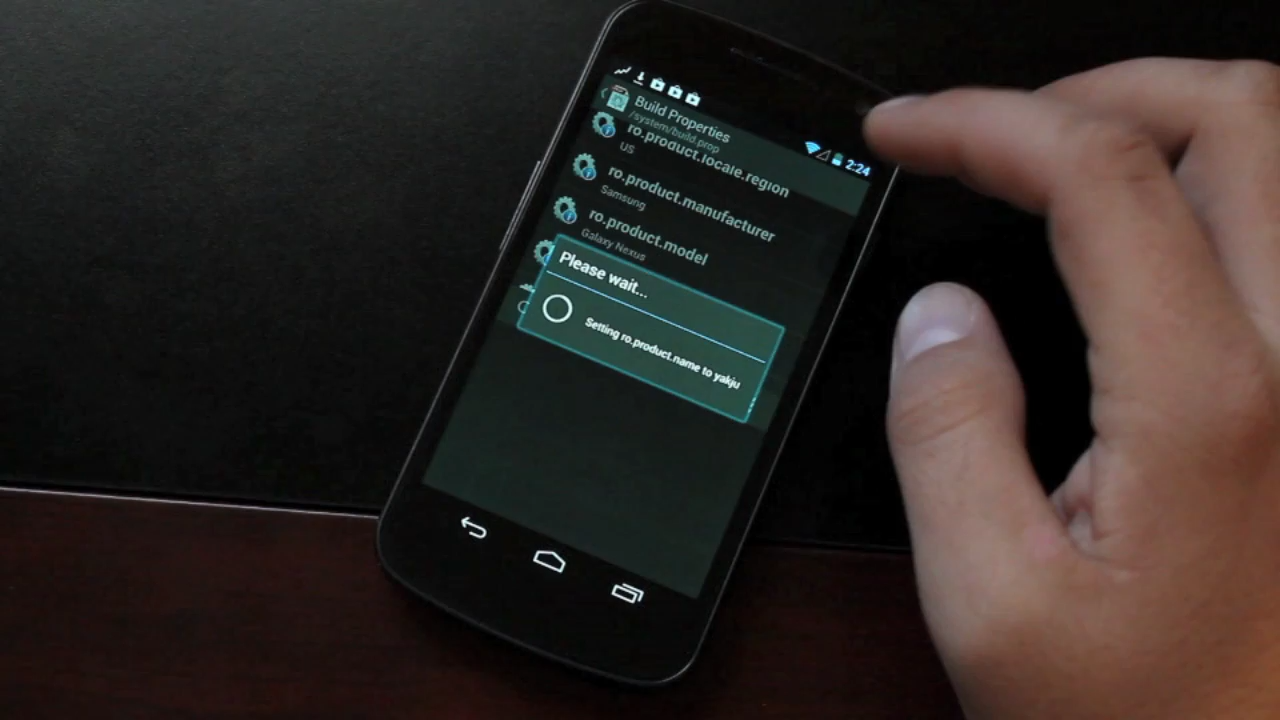 Build Properties
/system/build.prop
2:24
ro.product.locale.region
US
ro.product.manufacturer
Samsung
ro.product.model
Galaxy Nexus
Please wait...
Setting ro.product.name to yakju